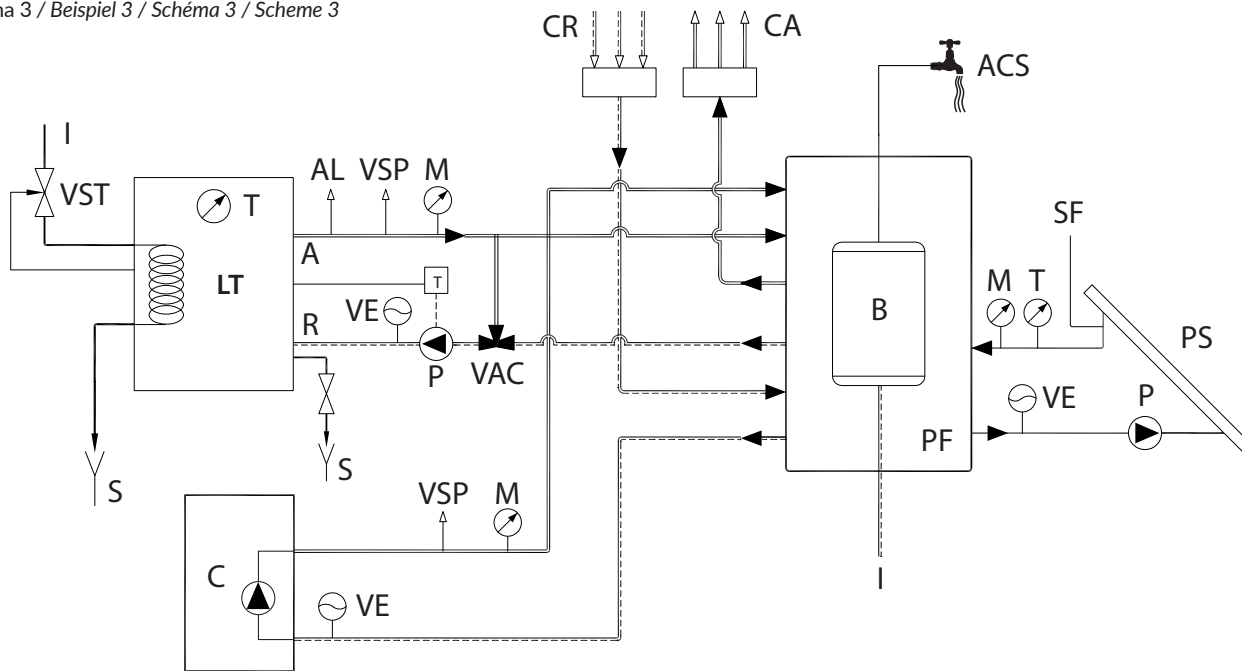 na 3 / Beispiel 3 / Schéma 3 / Scheme 3
CR
CA
ACS
I
VST
T
AL
VSP
M
A
LT
T
VE
R
P
VAC
S
S
B
SF
M
T
PS
VE
P
PF
I
VSP
M
C
VE